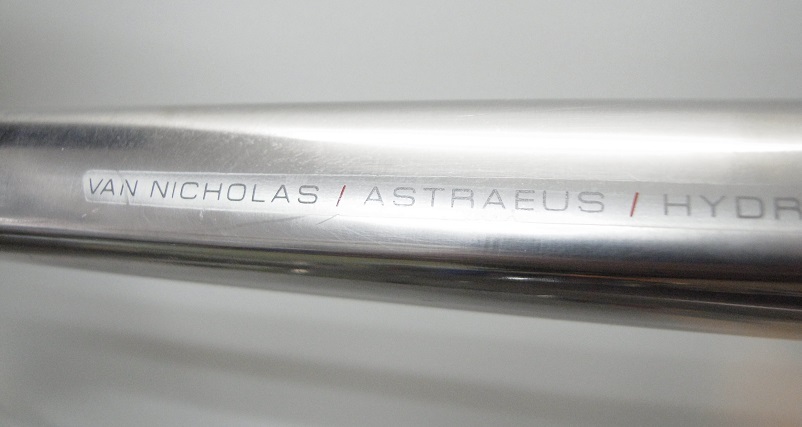 VAN NICHOLAS / ASTRAEUS / HYDR